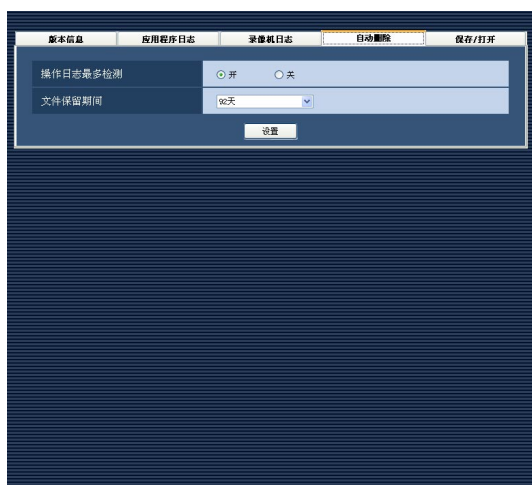 版本信息 应用程序日志 录像机日志 自动删除 保存/打开
操作日志最多检测 开 关
文件保留期间 92天
设置